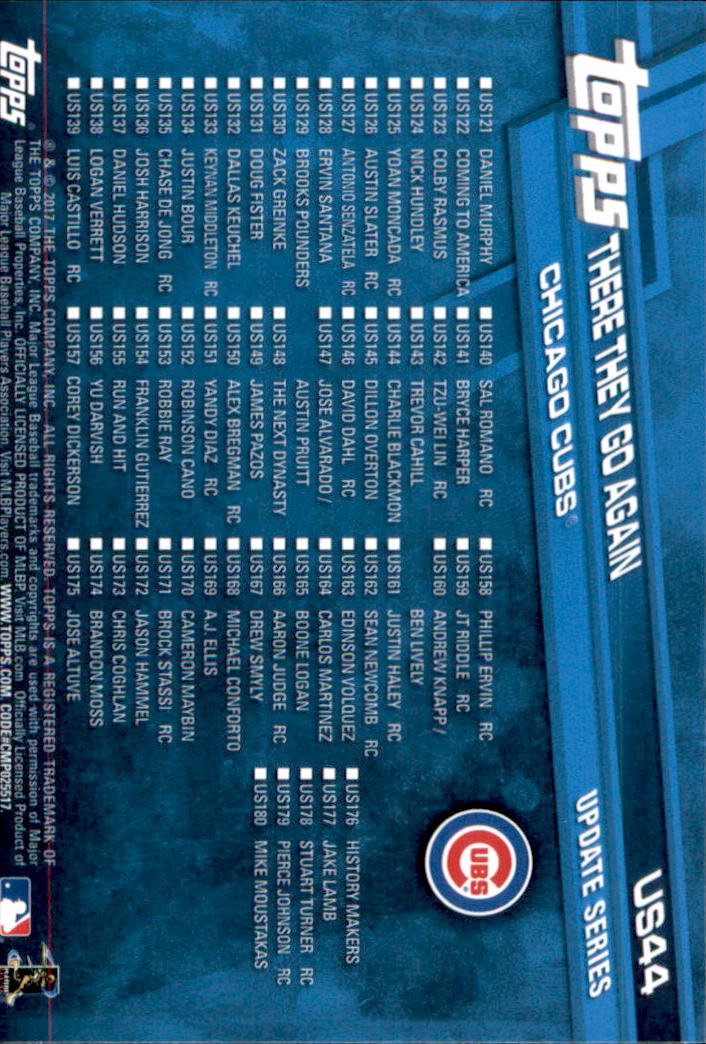 topps THERE THEY GO AGAIN US44
CHICAGO CUBS® UPDATE SERIES
US121 DANIEL MURPHY
US122 COMING TO AMERICA
US123 COLBY RASMUS
US124 NICK HUNDLEY
US125 YOAN MONCADA RC
US126 AUSTIN SLATER RC
US127 ANTONIO SENZATELA RC
US128 ERVIN SANTANA
US129 BROOKS POUNDERS
US130 ZACK GREINKE
US131 DOUG FISTER
US132 DALLAS KEUCHEL
US133 KEYNAN MIDDLETON RC
US134 JUSTIN BOUR
US135 CHASE DE JONG RC
US136 JOSH HARRISON
US137 DANIEL HUDSON
US138 LOGAN VERRETT
US139 LUIS CASTILLO RC
US140 SAL ROMANO RC
US141 BRYCE HARPER
US142 TZU-WEI LIN RC
US143 TREVOR CAHILL
US144 CHARLIE BLACKMON
US145 DILLON OVERTON
US146 DAVID DAHL RC
US147 JOSE ALVARADO /
AUSTIN PRUITT
US148 THE NEXT DYNASTY
US149 JAMES PAZOS
US150 ALEX BREGMAN RC
US151 YANDY DIAZ RC
US152 ROBINSON CANO
US153 ROBBIE RAY
US154 FRANKLIN GUTIERREZ
US155 RUN AND HIT
US156 YU DARVISH
US157 COREY DICKERSON
US158 PHILLIP ERVIN RC
US159 JT RIDDLE RC
US160 ANDREW KNAPP /
BEN LIVELY
US161 JUSTIN HALEY RC
US162 SEAN NEWCOMB RC
US163 EDINSON VOLQUEZ
US164 CARLOS MARTINEZ
US165 BOONE LOGAN
US166 AARON JUDGE RC
US167 DREW SMYLY
US168 MICHAEL CONFORTO
US169 A.J. ELLIS
US170 CAMERON MAYBIN
US171 BROCK STASSI RC
US172 JASON HAMMEL
US173 CHRIS COGHLAN
US174 BRANDON MOSS
US175 JOSE ALTUVE
US176 HISTORY MAKERS
US177 JAKE LAMB
US178 STUART TURNER RC
US179 PIERCE JOHNSON RC
US180 MIKE MOUSTAKAS
CUBS
topps
® & © 2017 THE TOPPS COMPANY, INC. ALL RIGHTS RESERVED. TOPPS IS A REGISTERED TRADEMARK OF
THE TOPPS COMPANY, INC. Major League Baseball trademarks and copyrights are used with permission of Major
League Baseball Properties, Inc. OFFICIALLY LICENSED PRODUCT OF MLBP. Visit MLB.com Officially Licensed Product of
Major League Baseball Players Association. Visit MLBPlayers.com WWW.TOPPS.COM. CODE#CMP025517.